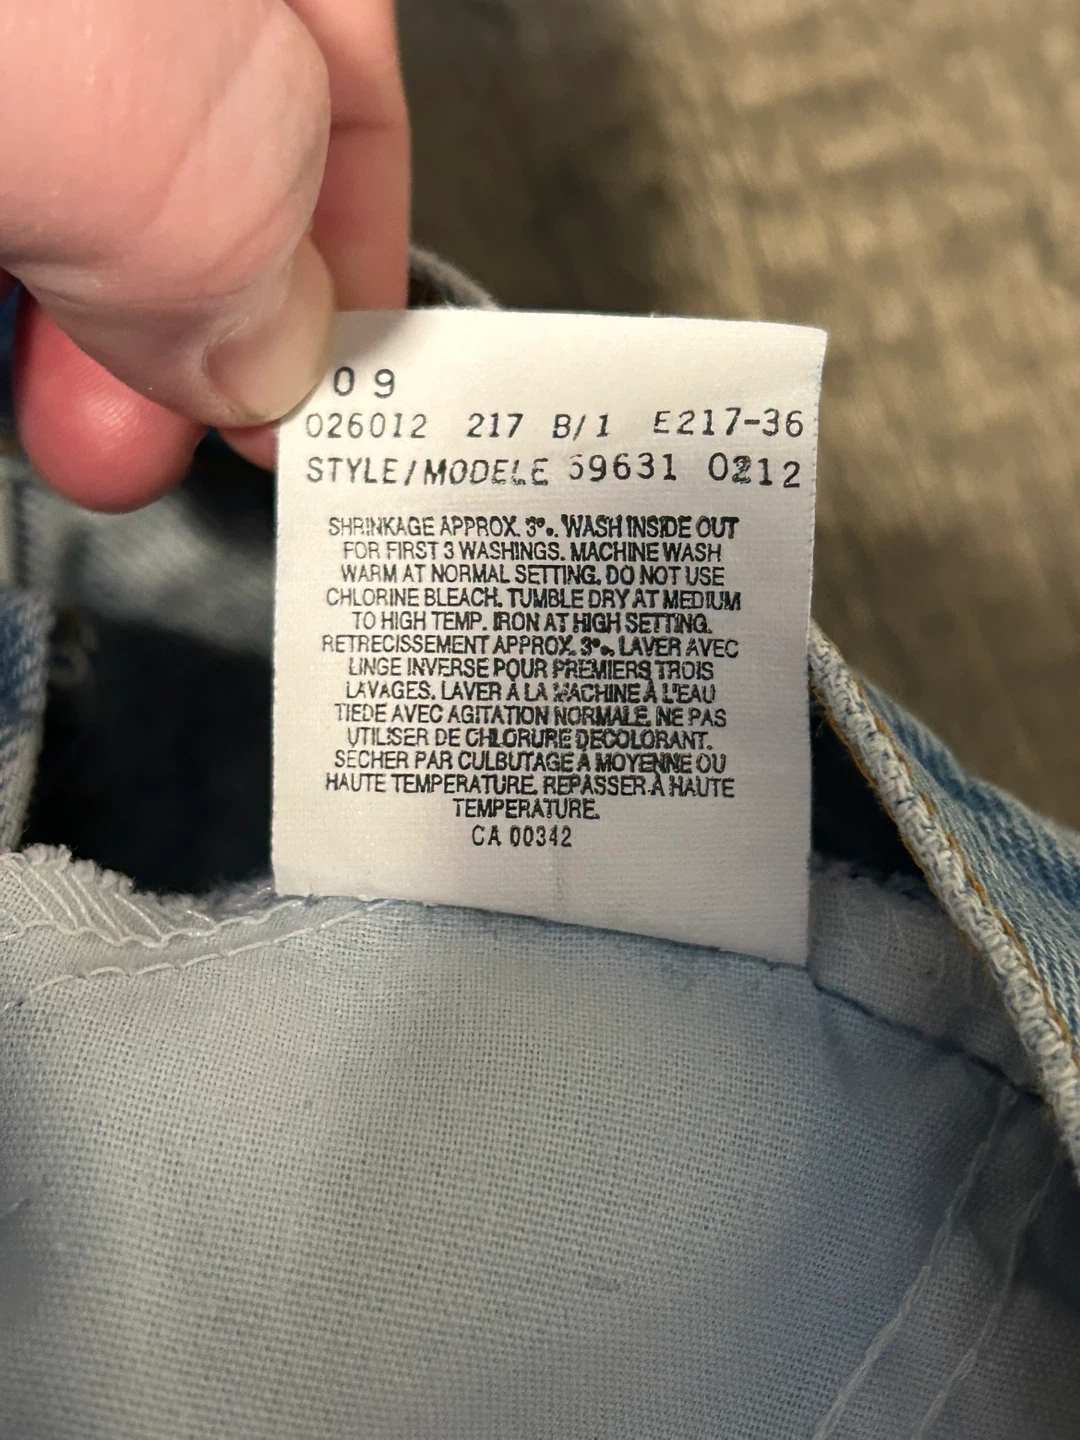 09
026012 217 B/1 E217-36
STYLE/MODELE 59631 0212
SHRINKAGE APPROX. 3%. WASH INSIDE OUT
FOR FIRST 3 WASHINGS. MACHINE WASH
WARM AT NORMAL SETTING. DO NOT USE
CHLORINE BLEACH. TUMBLE DRY AT MEDIUM
TO HIGH TEMP. IRON AT HIGH SETTING.
RETRECISSEMENT APPROX. 3%. LAVER AVEC
LINGE INVERSE POUR PREMIERS TROIS
LAVAGES. LAVER À LA MACHINE À L'EAU
TIEDE AVEC AGITATION NORMALE. NE PAS
UTILISER DE CHLORURE DECOLORANT.
SECHER PAR CULBUTAGE A MOYENNE OU
HAUTE TEMPERATURE. REPASSER À HAUTE
TEMPERATURE.
CA 00342